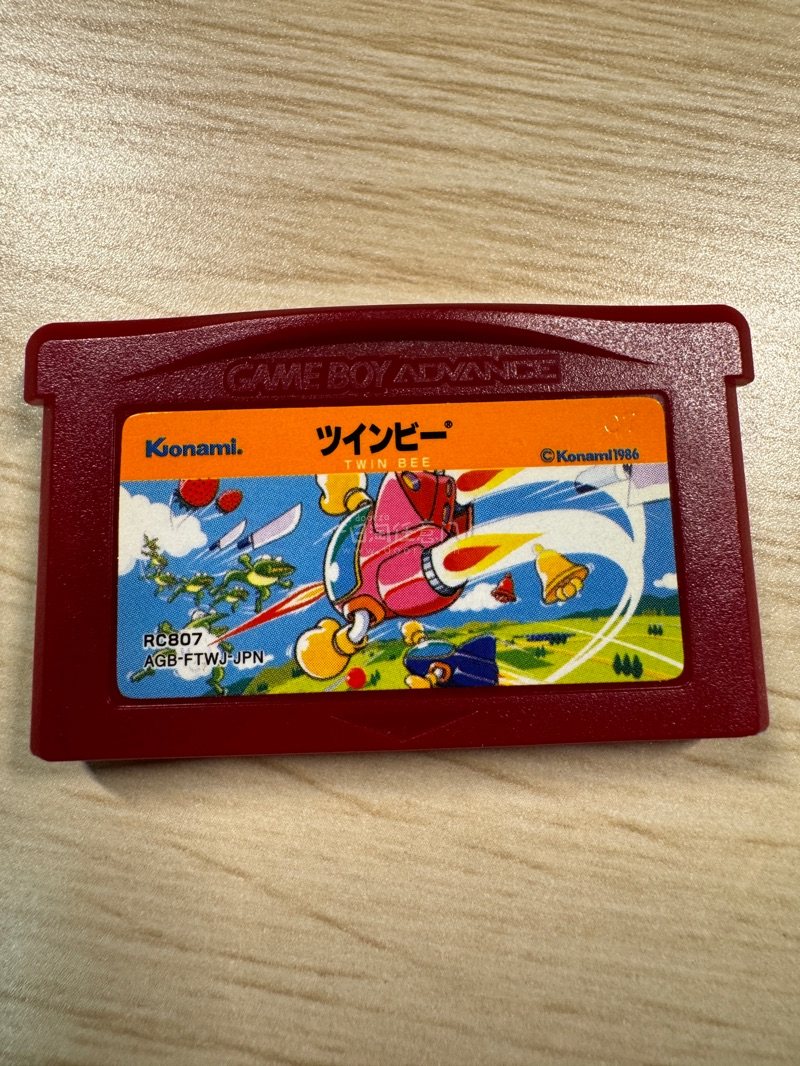 GAME BOY ADVANCE
Konami.
ツインビー®
TWIN BEE
©Konami1986
RC807
AGB-FTWJ-JPN